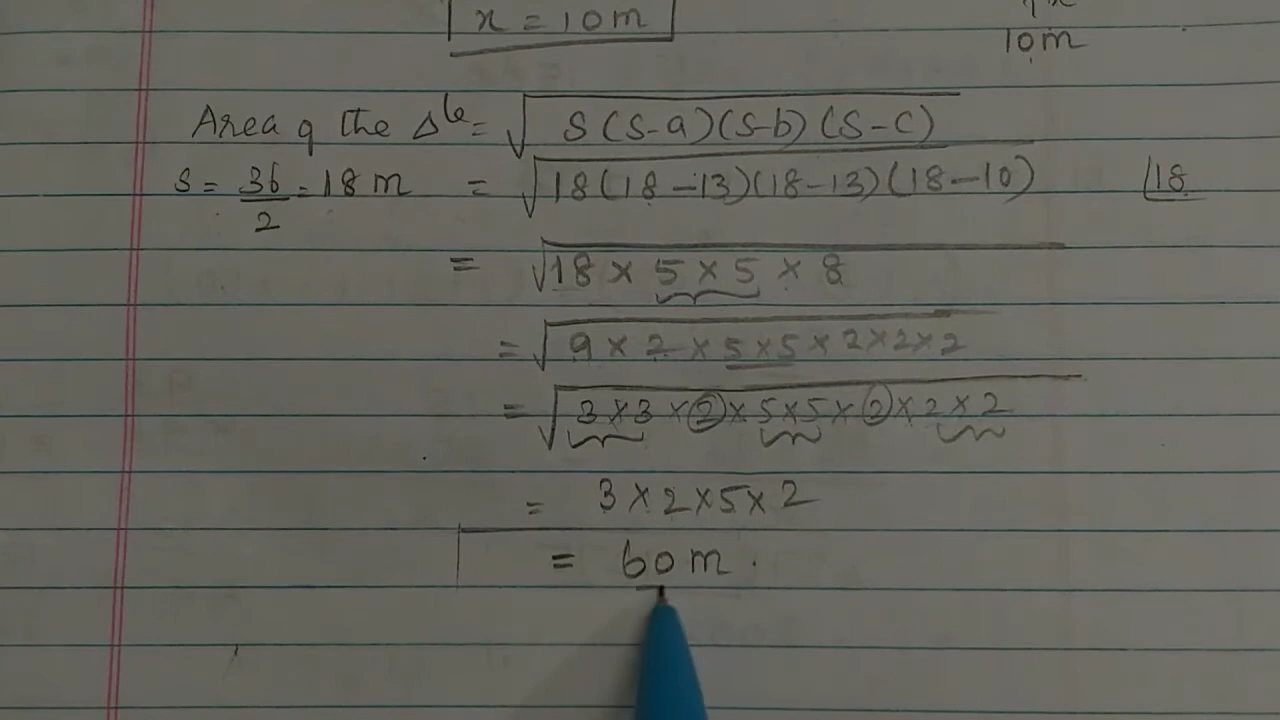 x = 10m
10m
Area of the Δle = √S(S-a)(S-b)(S-c)
S = 36/2 = 18 m = √18(18-13)(18-13)(18-10) 18
= √18 × 5 × 5 × 8
= √9 × 2 × 5 × 5 × 2 × 2 × 2
= √3 × 3 × 2 × 5 × 5 × 2 × 2 × 2
= 3 × 2 × 5 × 2
= 60 m.